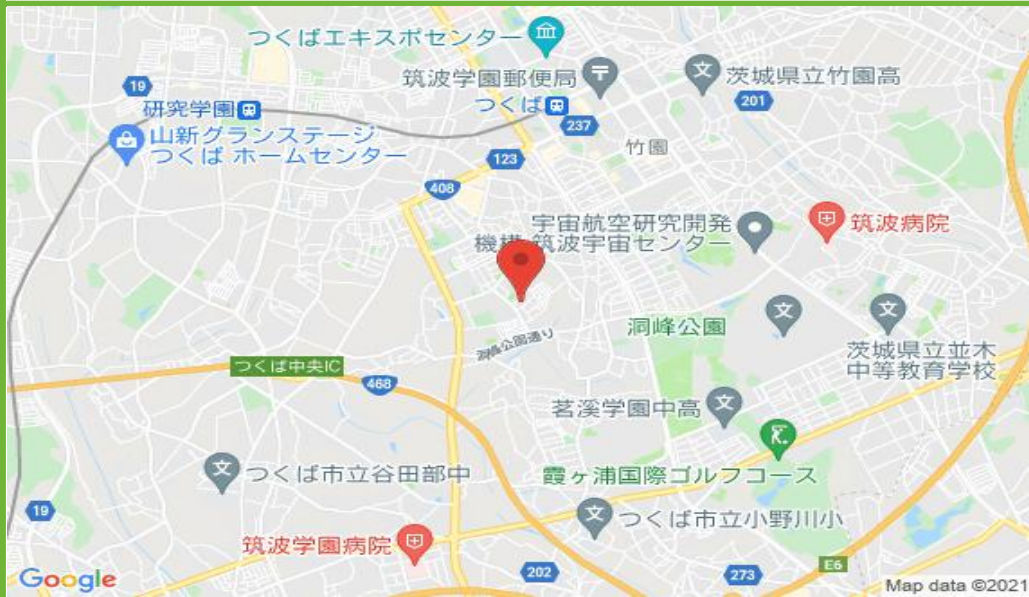 つくばエキスポセンター
筑波学園郵便局
茨城県立竹園高
19
201
研究学園
つくば
237
山新グランステージ
つくば ホームセンター
竹園
123
408
宇宙航空研究開発
機構 筑波宇宙センター
筑波病院
洞峰公園通り
洞峰公園
茨城県立並木
中等教育学校
つくば中央IC
468
茗溪学園中高
つくば市立谷田部中
霞ヶ浦国際ゴルフコース
19
つくば市立小野川小
筑波学園病院
202
273
E6
Google
Map data ©2021